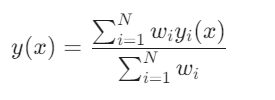 y(x) = \frac{\sum_{i=1}^{N} w_i y_i(x)}{\sum_{i=1}^{N} w_i}